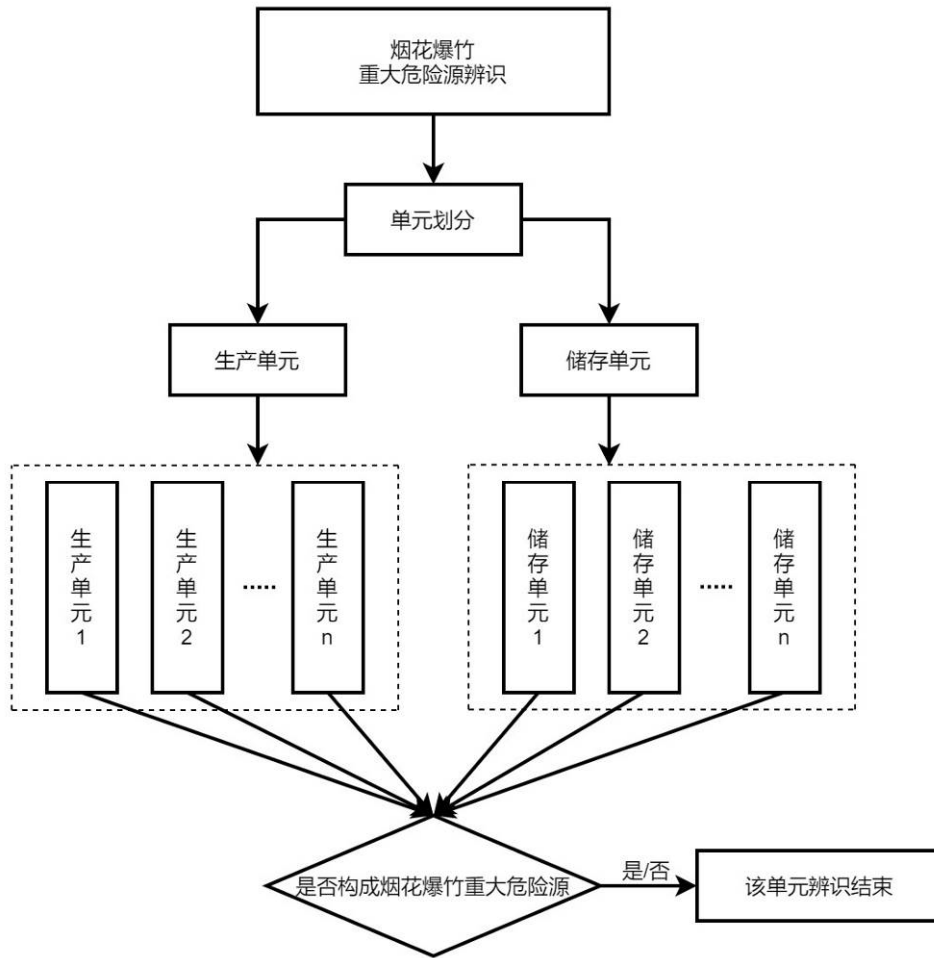 烟花爆竹
重大危险源辨识
单元划分
生产单元
储存单元
生产单元1
生产单元2
.....
生产单元n
储存单元1
储存单元2
.....
储存单元n
是否构成烟花爆竹重大危险源
是/否
该单元辨识结束